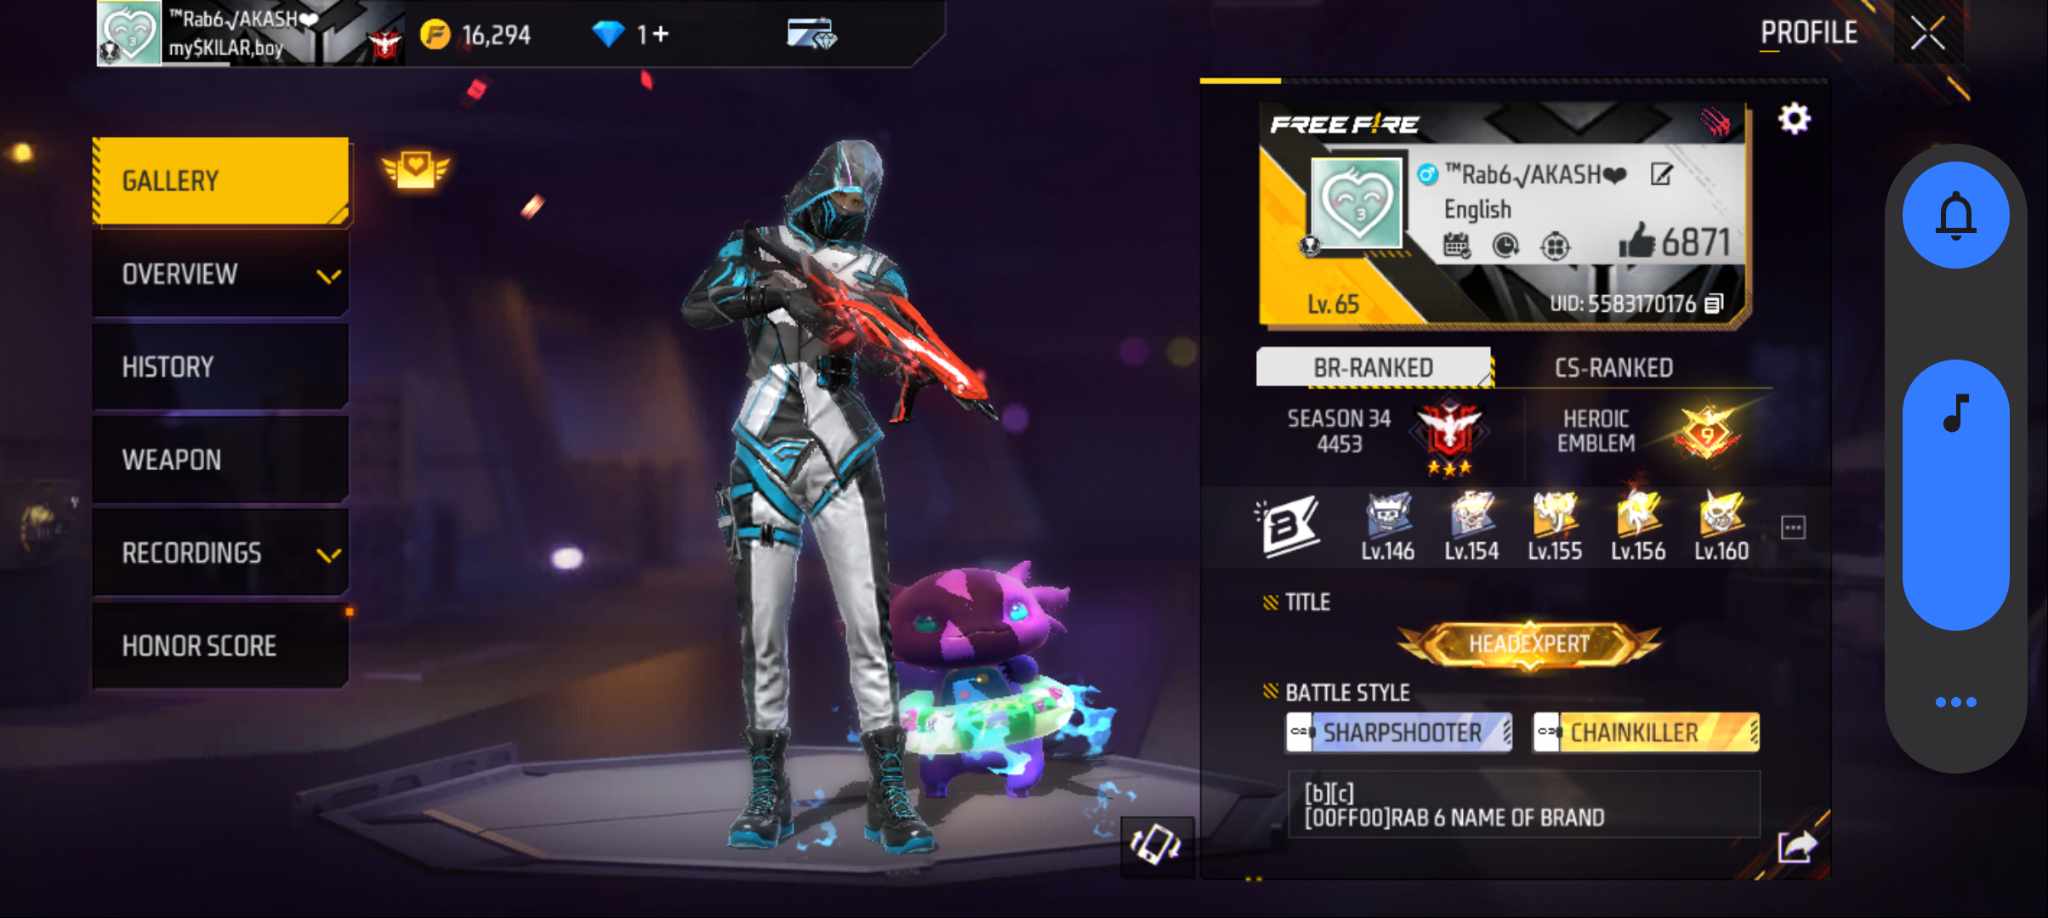 ™Rab6√/AKASH❤
my$KILAR,boy
16,294
1+
PROFILE
GALLERY
OVERVIEW
HISTORY
WEAPON
RECORDINGS
HONOR SCORE
FREE FIRE
™Rab6√/AKASH❤
English
6871
Lv. 65
UID: 5583170176
BR-RANKED
CS-RANKED
SEASON 34
4453
HEROIC
EMBLEM
9
B
Lv.146
Lv.154
Lv.155
Lv.156
Lv.160
TITLE
HEADEXPERT
BATTLE STYLE
SHARPSHOOTER
CHAINKILLER
[b][c]
[00FF00]RAB 6 NAME OF BRAND